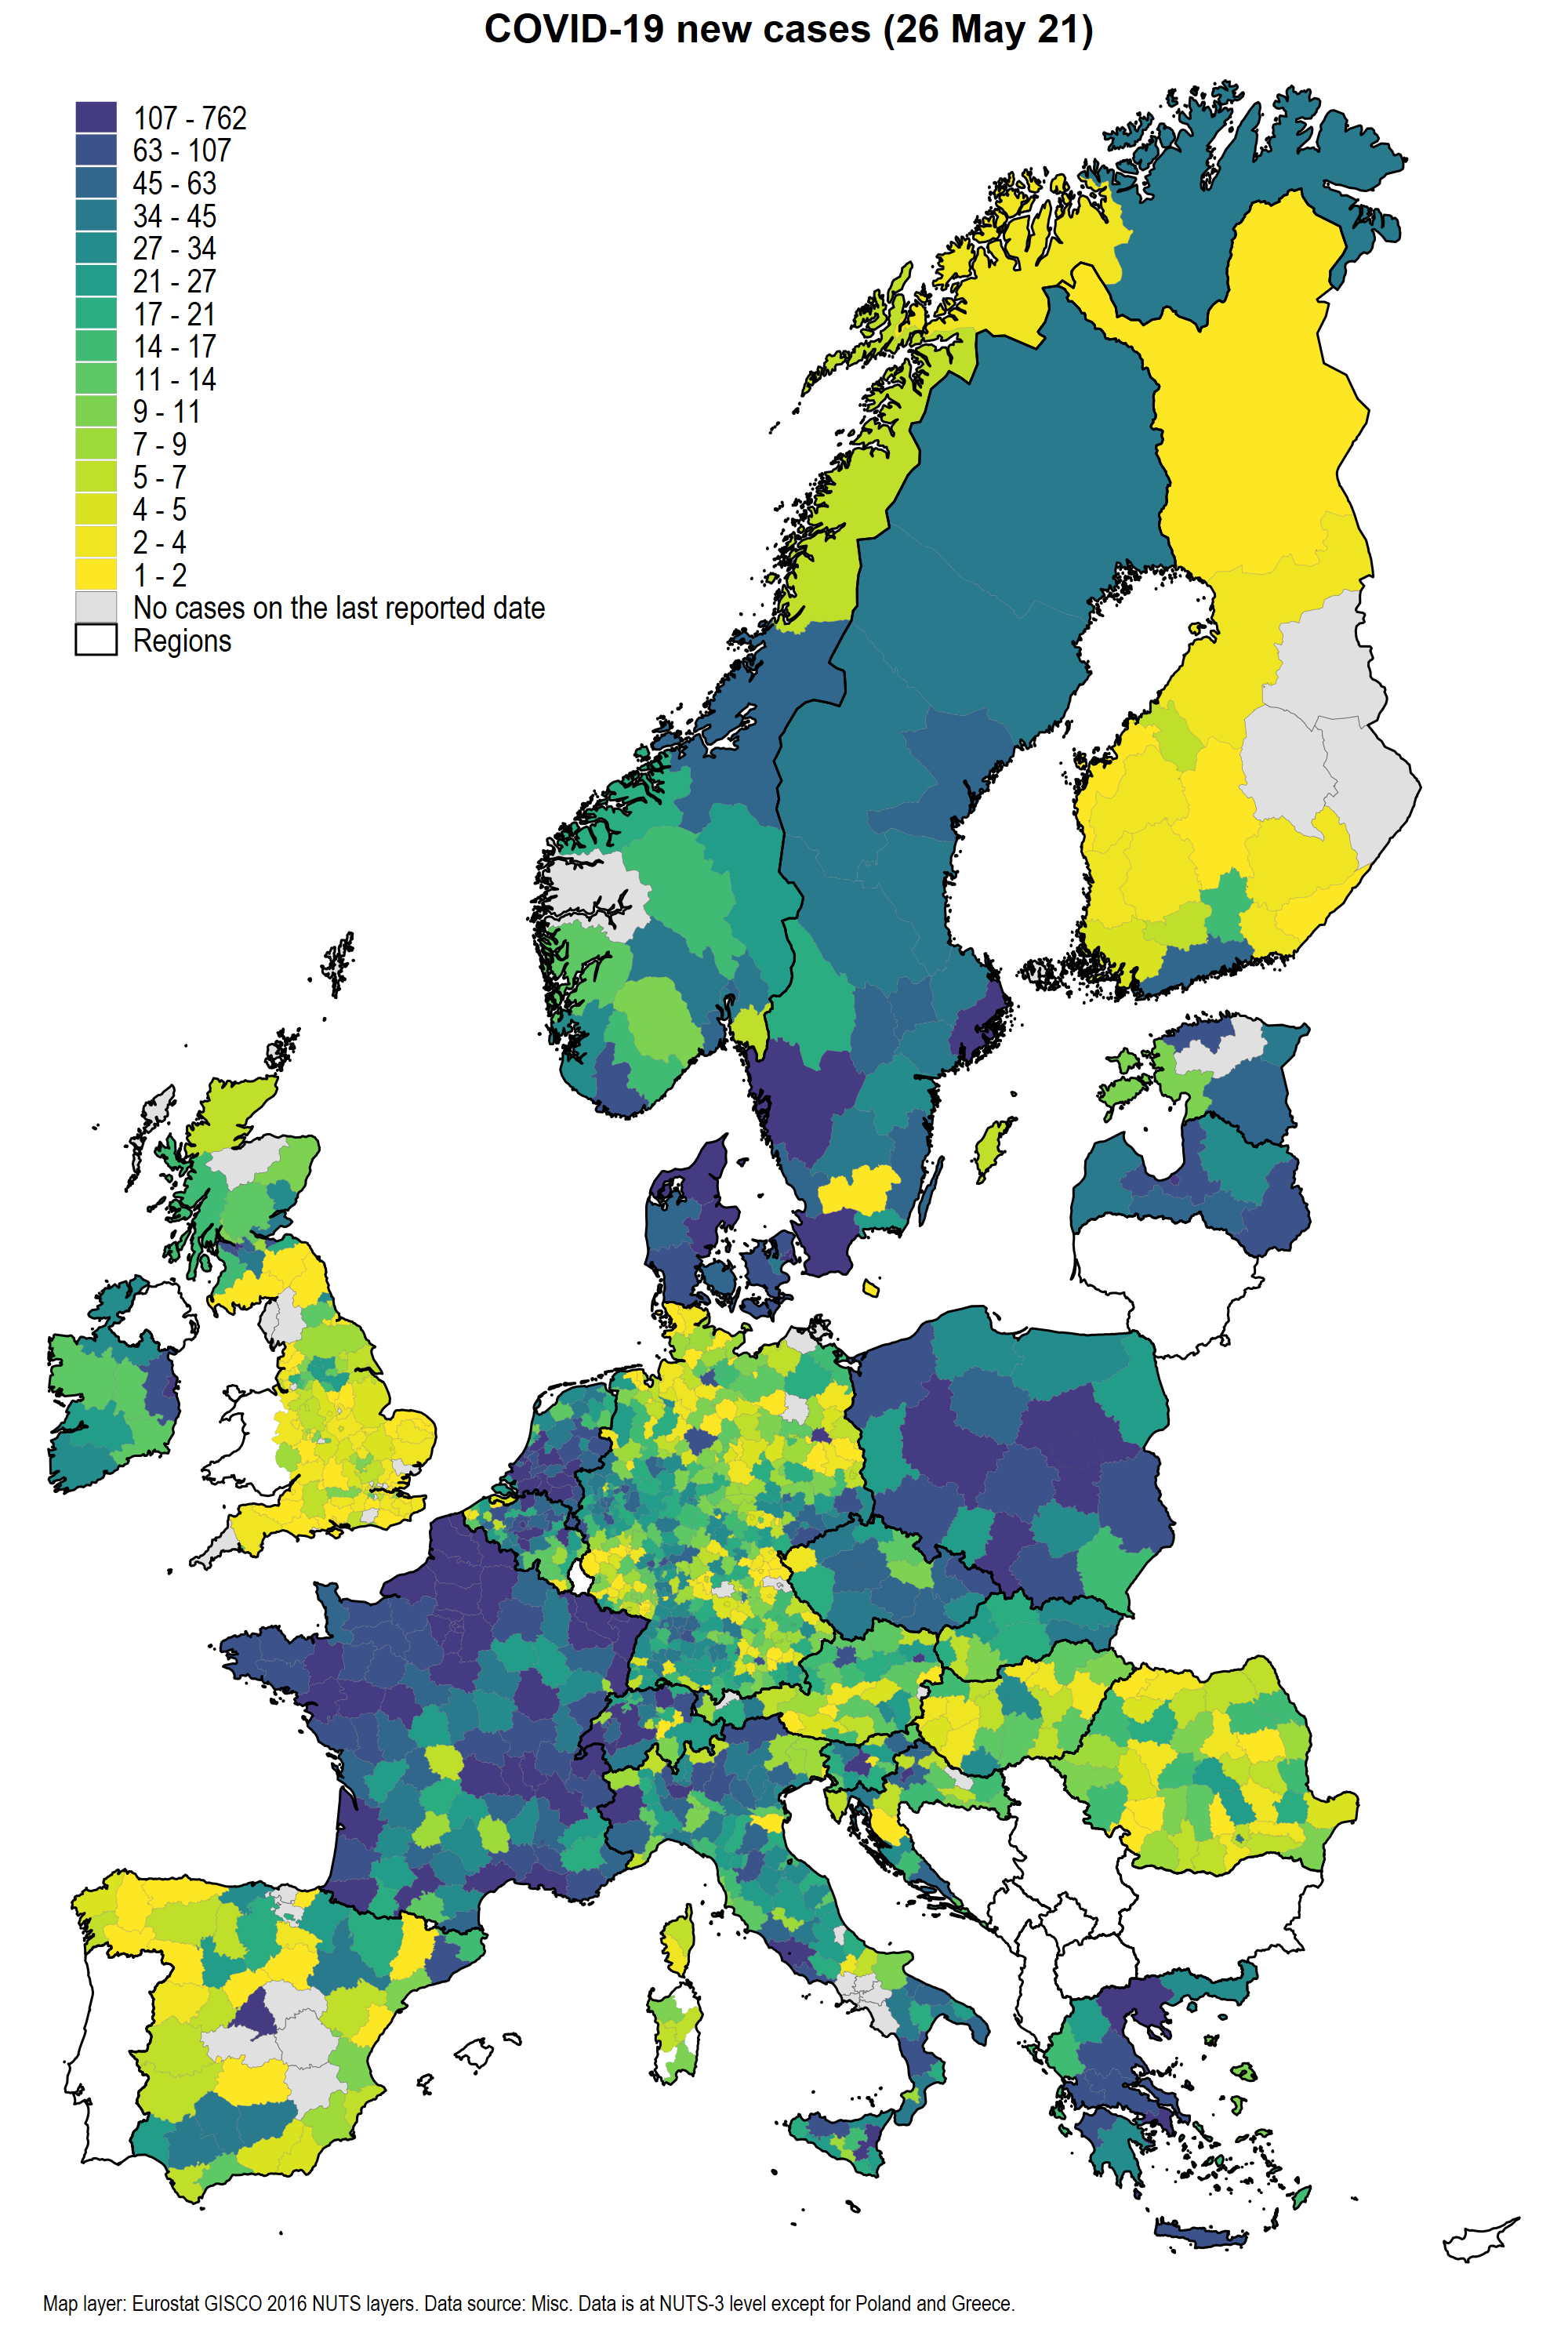 COVID-19 new cases (26 May 21)
107 - 762
63 - 107
45 - 63
34 - 45
27 - 34
21 - 27
17 - 21
14 - 17
11 - 14
9 - 11
7 - 9
5 - 7
4 - 5
2 - 4
1 - 2
No cases on the last reported date
Regions
Map layer: Eurostat GISCO 2016 NUTS layers. Data source: Misc. Data is at NUTS-3 level except for Poland and Greece.